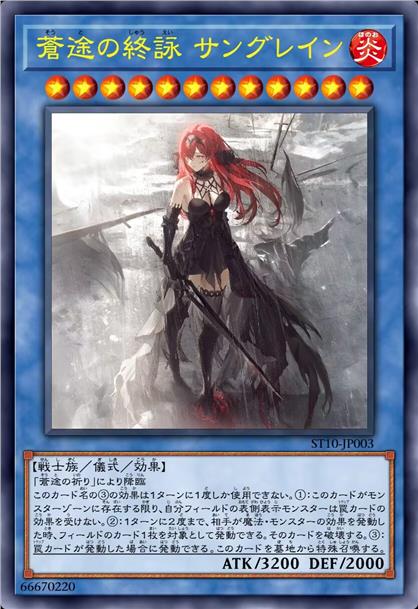 蒼途の終詠 サングレイン 炎
ST10-JP003
【戦士族／儀式／効果】
「蒼途の祈り」により降臨
このカード名の③の効果は1ターンに1度しか使用できない。①:このカードがモン
スターゾーンに存在する限り、自分フィールドの表側表示モンスターは罠カードの
効果を受けない。②:1ターンに2度まで、相手が魔法・モンスターの効果を発動し
た時、フィールドのカード1枚を対象として発動できる。そのカードを破壊する。③:
罠カードが発動した場合に発動できる。このカードを墓地から特殊召喚する。
ATK/3200 DEF/2000
66670220